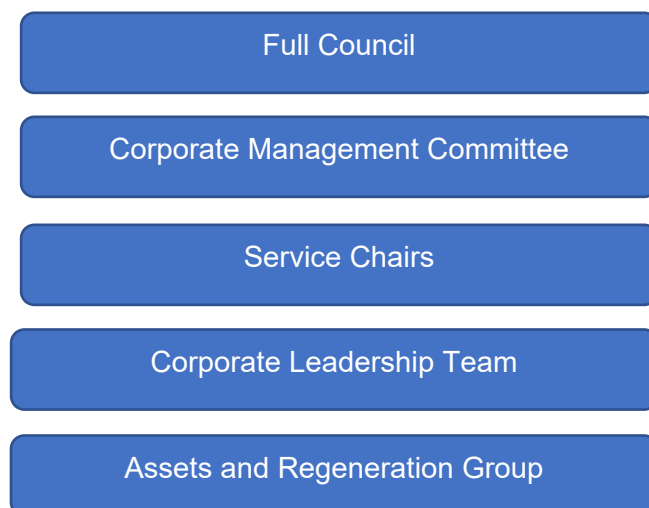 Full Council
Corporate Management Committee
Service Chairs
Corporate Leadership Team
Assets and Regeneration Group